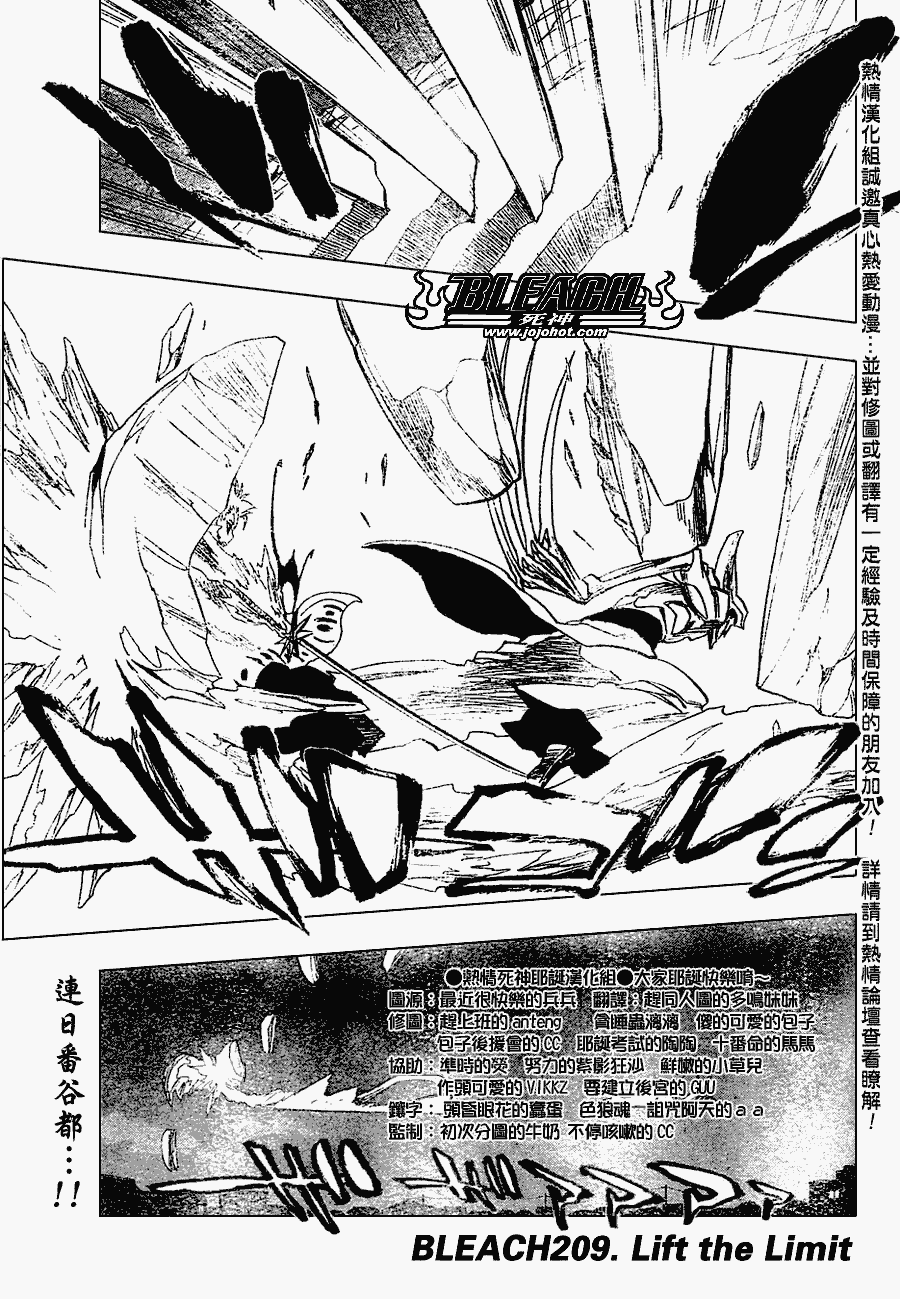 BLEACH
死神
www.jojohot.com
熱情漢化組誠邀真心熱愛動漫…並對修圖或翻譯有一定經驗及時間保障的朋友加入！ 詳情請到熱情論壇查看瞭解！
●熱情死神耶誕漢化組●大家耶誕快樂唷～
圖源：最近很快樂的兵兵 翻譯：趕同人圖的多嗚妹妹
修圖：趕上班的anteng 貪睡蟲漓漓 傻的可愛的包子
包子後援會的CC 耶誕考試的陶陶 十番命的馬馬
協助：準時的熒 努力的紫影狂沙 鮮嫩的小草兒
作頭可愛的VIKKZ 要建立後宮的GUU
鑲字：頭昏眼花的蠢蛋 色狼魂—詛咒阿天的aa
監制：初次分圖的牛奶 不停咳嗽的CC
連日番谷都…!!
BLEACH209. Lift the Limit